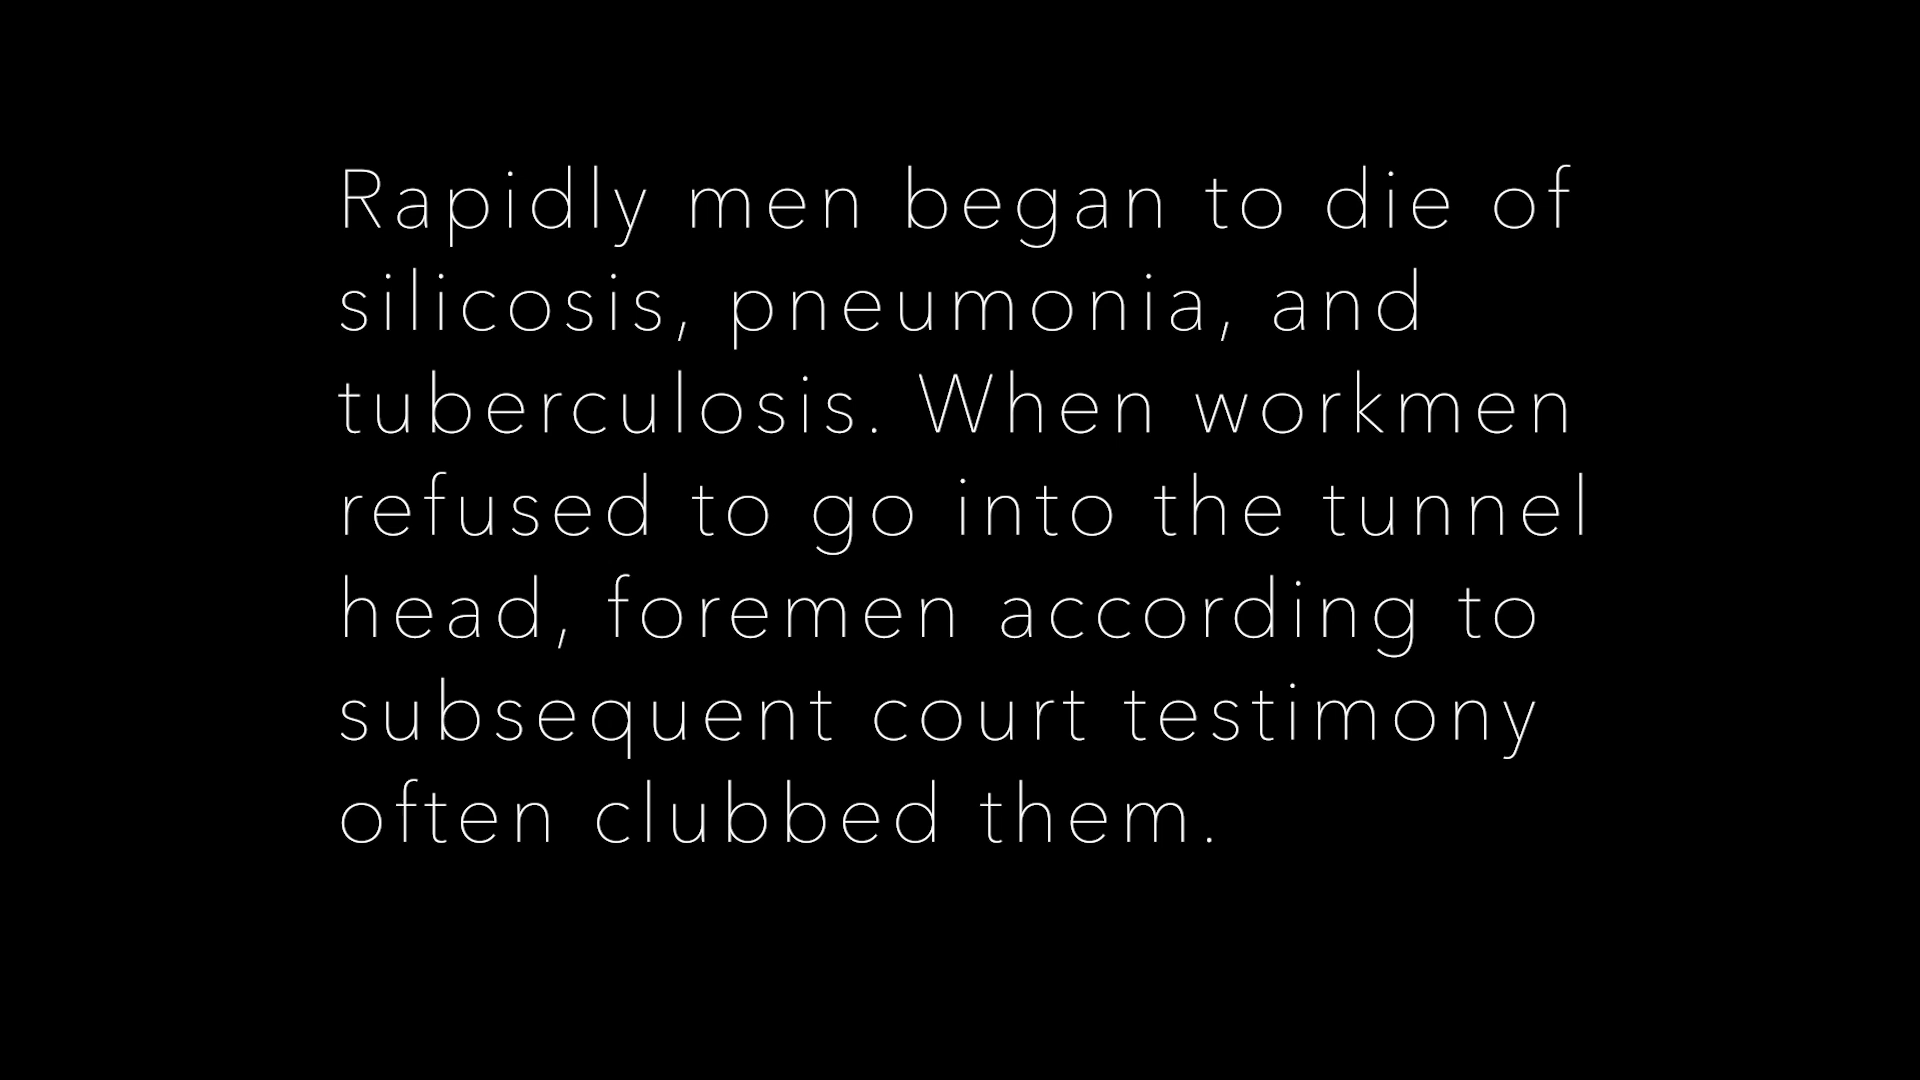 Rapidly men began to die of
silicosis, pneumonia, and
tuberculosis. When workmen
refused to go into the tunnel
head, foremen according to
subsequent court testimony
often clubbed them.